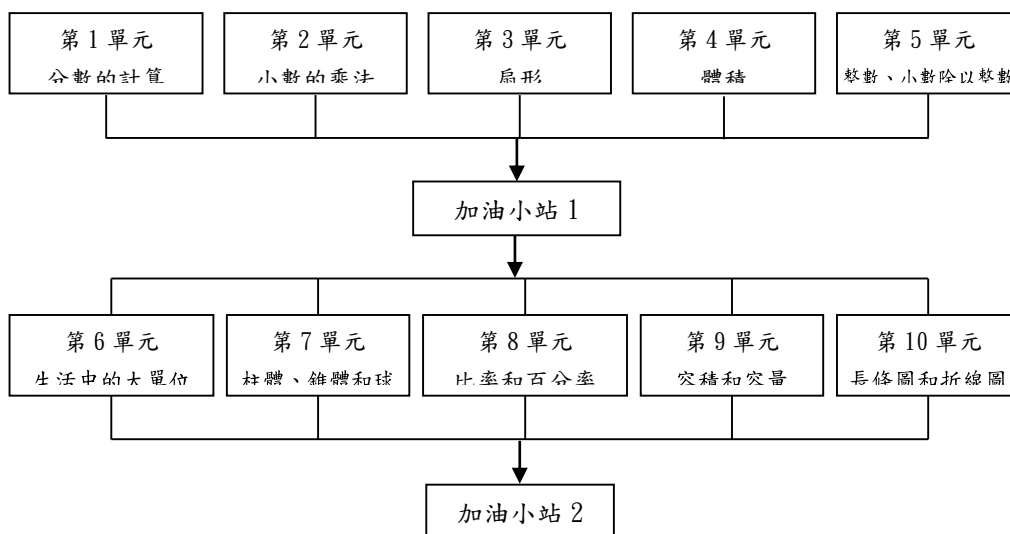 第 1 單元
分數的計算
第 2 單元
小數的乘法
第 3 單元
扇形
第 4 單元
體積
第 5 單元
整數、小數除以整數
加油小站 1
第 6 單元
生活中的大單位
第 7 單元
柱體、錐體和球
第 8 單元
比率和百分率
第 9 單元
容積和容量
第 10 單元
長條圖和折線圖
加油小站 2